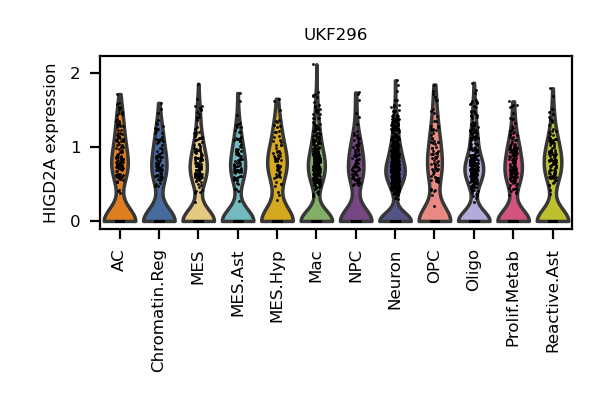 UKF296
HIGD2A expression
2
1
0
AC
Chromatin.Reg
MES
MES.Ast
MES.Hyp
Mac
NPC
Neuron
OPC
Oligo
Prolif.Metab
Reactive.Ast